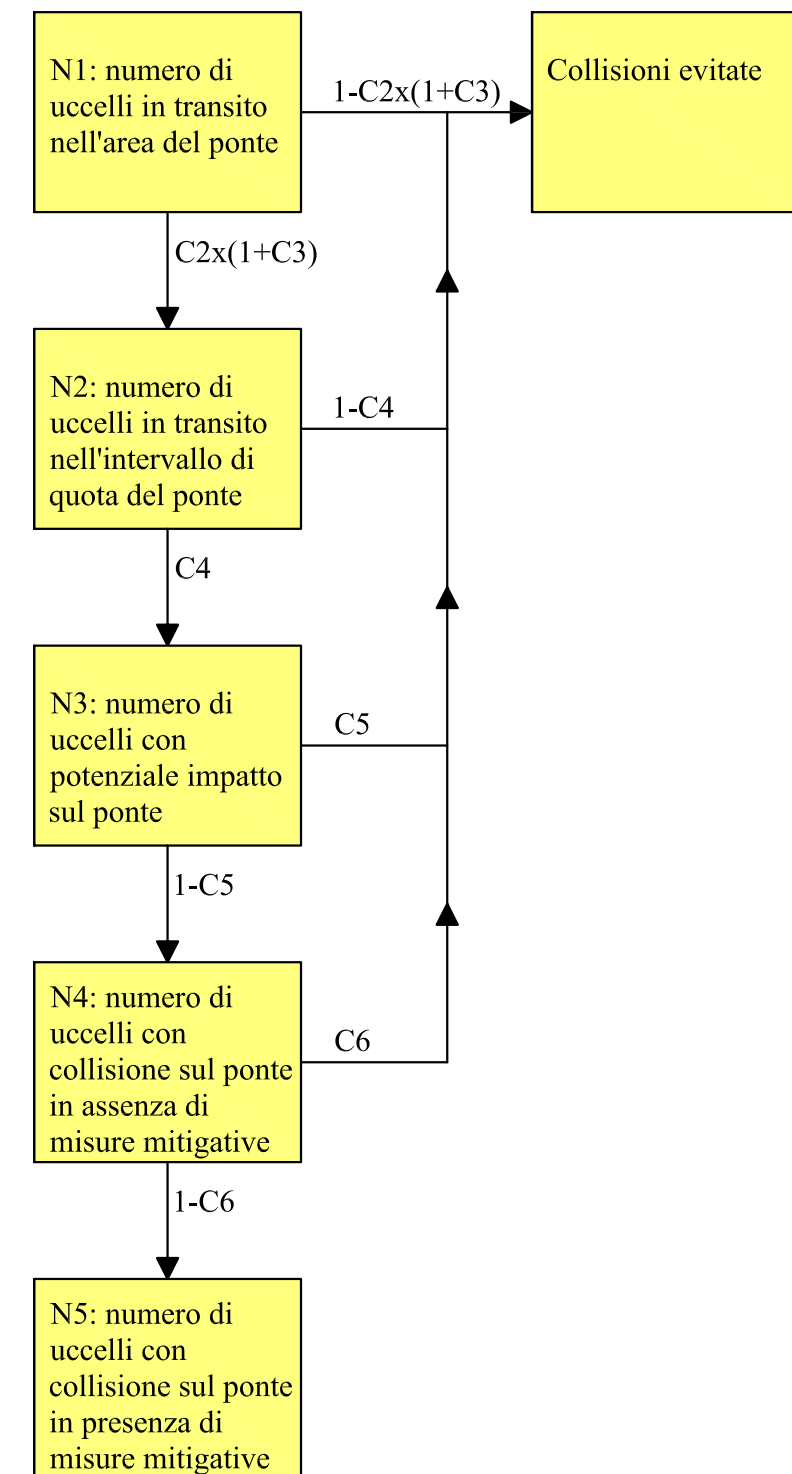 N1: numero di
uccelli in transito
nell'area del ponte
1-C2x(1+C3)
Collisioni evitate
C2x(1+C3)
N2: numero di
uccelli in transito
nell'intervallo di
quota del ponte
1-C4
C4
N3: numero di
uccelli con
potenziale impatto
sul ponte
C5
1-C5
N4: numero di
uccelli con
collisione sul ponte
in assenza di
misure mitigative
C6
1-C6
N5: numero di
uccelli con
collisione sul ponte
in presenza di
misure mitigative